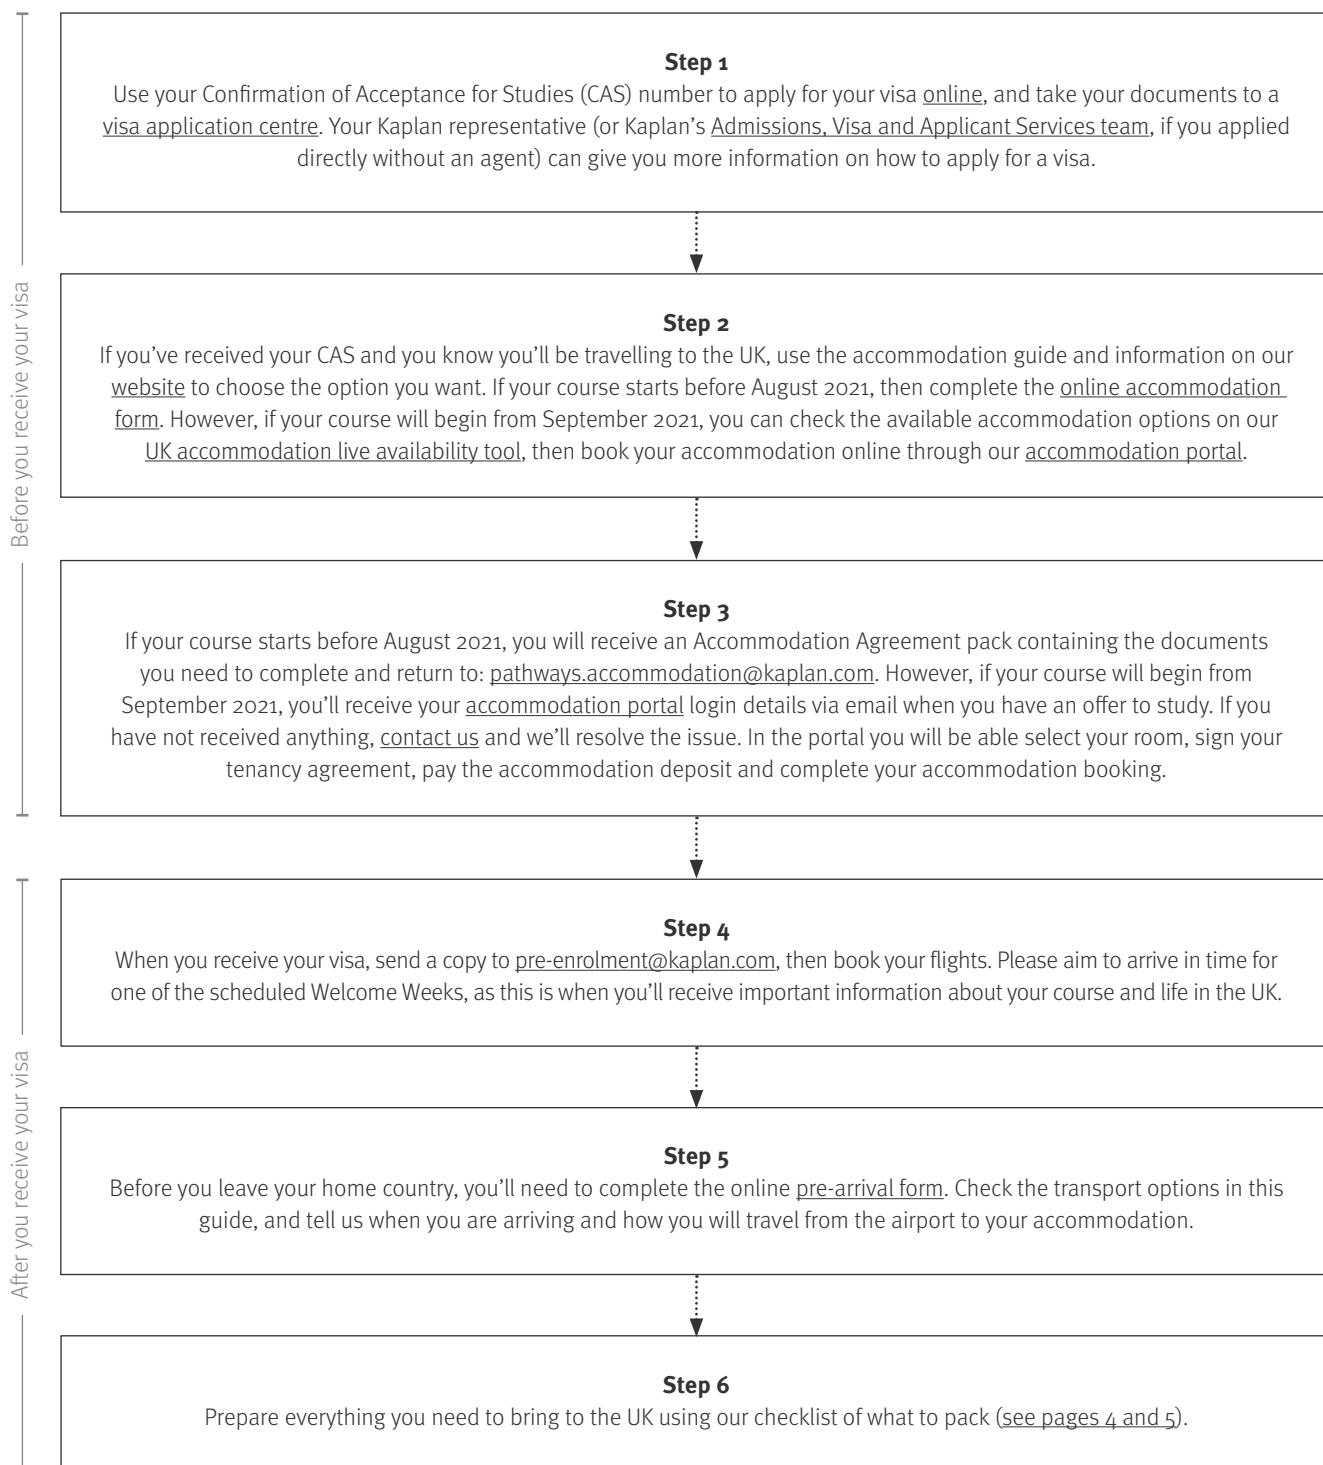 Step 1
Use your Confirmation of Acceptance for Studies (CAS) number to apply for your visa online, and take your documents to a
visa application centre. Your Kaplan representative (or Kaplan's Admissions, Visa and Applicant Services team, if you applied
directly without an agent) can give you more information on how to apply for a visa.
Before you receive your visa
Step 2
If you've received your CAS and you know you'll be travelling to the UK, use the accommodation guide and information on our
website to choose the option you want. If your course starts before August 2021, then complete the online accommodation
form. However, if your course will begin from September 2021, you can check the available accommodation options on our
UK accommodation live availability tool, then book your accommodation online through our accommodation portal.
Step 3
If your course starts before August 2021, you will receive an Accommodation Agreement pack containing the documents
you need to complete and return to: pathways.accommodation@kaplan.com. However, if your course will begin from
September 2021, you'll receive your accommodation portal login details via email when you have an offer to study. If you
have not received anything, contact us and we'll resolve the issue. In the portal you will be able select your room, sign your
tenancy agreement, pay the accommodation deposit and complete your accommodation booking.
Step 4
When you receive your visa, send a copy to pre-enrolment@kaplan.com, then book your flights. Please aim to arrive in time for
one of the scheduled Welcome Weeks, as this is when you'll receive important information about your course and life in the UK.
After you receive your visa
Step 5
Before you leave your home country, you'll need to complete the online pre-arrival form. Check the transport options in this
guide, and tell us when you are arriving and how you will travel from the airport to your accommodation.
Step 6
Prepare everything you need to bring to the UK using our checklist of what to pack (see pages 4 and 5).